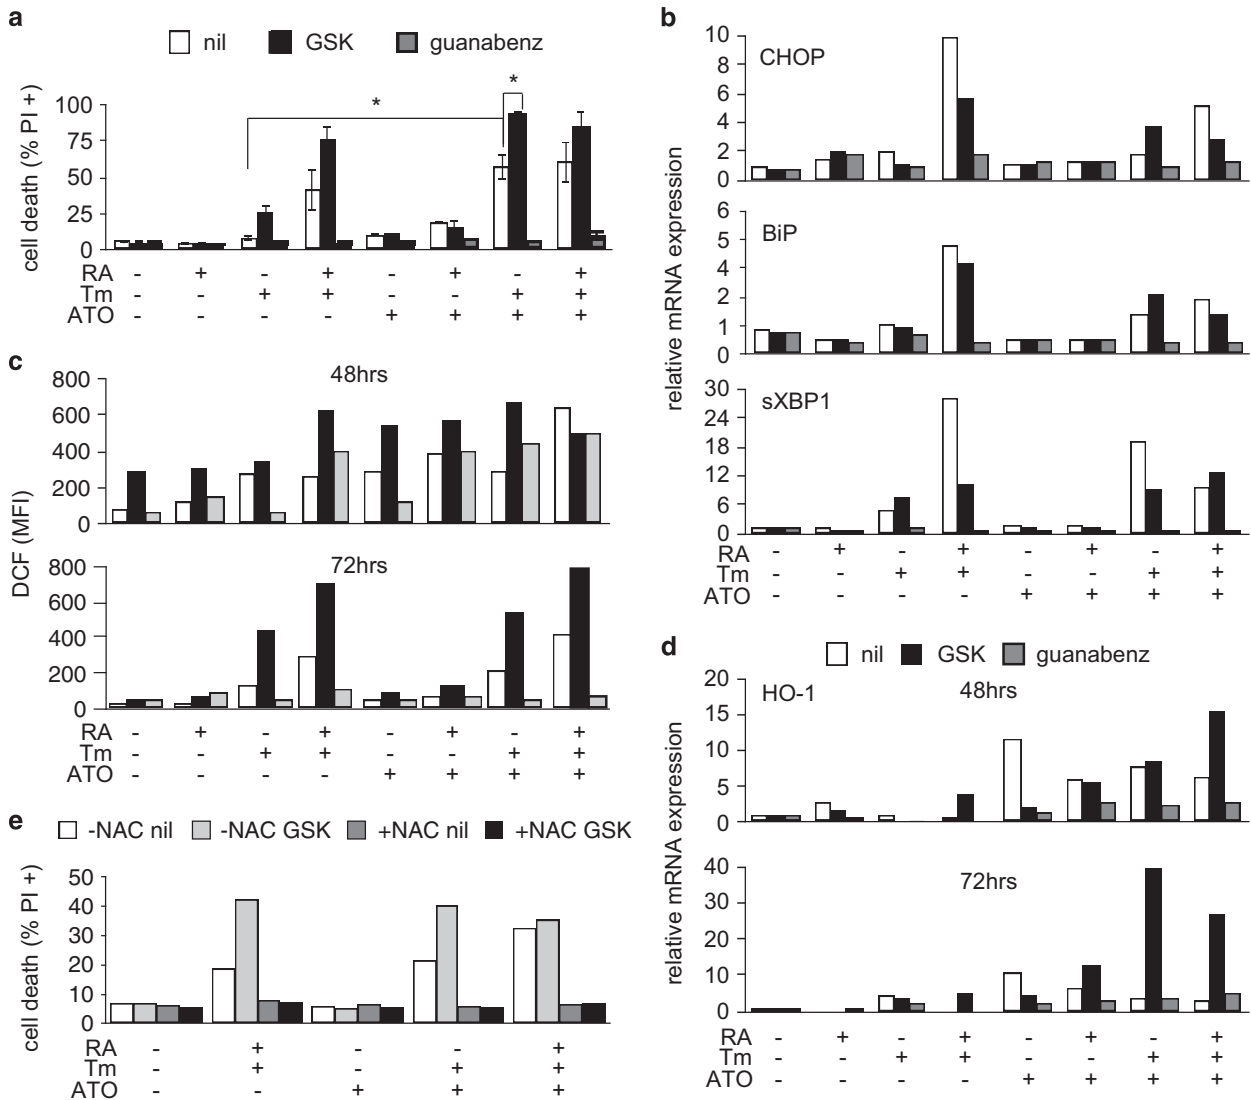 a
nil GSK guanabenz
cell death (% PI +)
100
75
50
25
0
*
*
RA - + - + - + - +
Tm - - + + - - + +
ATO - - - - + + + +
b
relative mRNA expression
CHOP
10
8
6
4
2
0
BiP
6
5
4
2
1
0
sXBP1
30
24
18
12
6
0
RA - + - + - + - +
Tm - - + + - - + +
ATO - - - - + + + +
c
DCF (MFI)
48hrs
800
600
400
200
0
72hrs
800
600
400
200
0
RA - + - + - + - +
Tm - - + + - - + +
ATO - - - - + + + +
d
nil GSK guanabenz
relative mRNA expression
HO-1
48hrs
20
15
10
5
0
72hrs
40
30
20
10
0
RA - + - + - + - +
Tm - - + + - - + +
ATO - - - - + + + +
e
-NAC nil -NAC GSK +NAC nil +NAC GSK
cell death (% PI +)
50
40
30
20
10
0
RA - + - - +
Tm - + - + +
ATO - - + + +